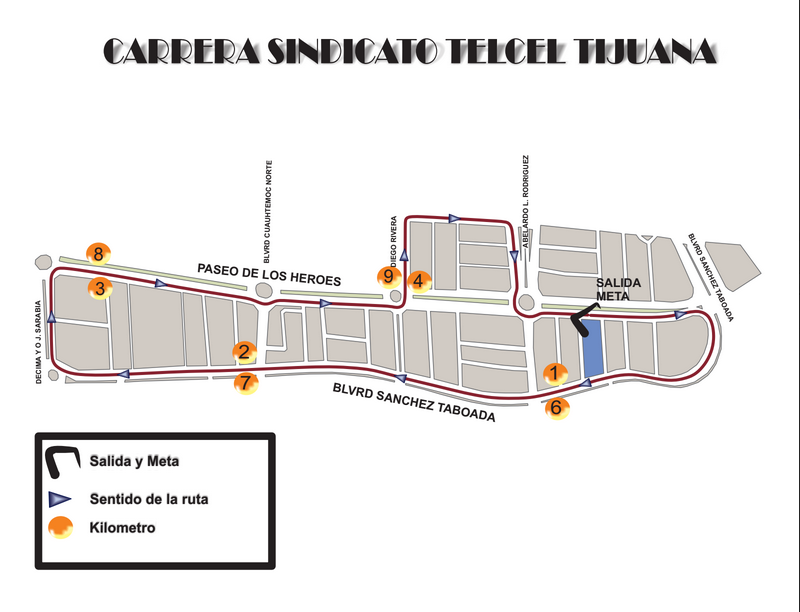 CARRERA SINDICATO TELCEL TIJUANA
BLVRD CUAUHTEMOC NORTE
DIEGO RIVERA
ABELARDO L. RODRIGUEZ
BLVRD SANCHEZ TABOADA
8
PASEO DE LOS HEROES
9
4
SALIDA
META
3
DECIMA Y O J. SARABIA
2
7
1
6
BLVRD SANCHEZ TABOADA
Salida y Meta
Sentido de la ruta
Kilometro